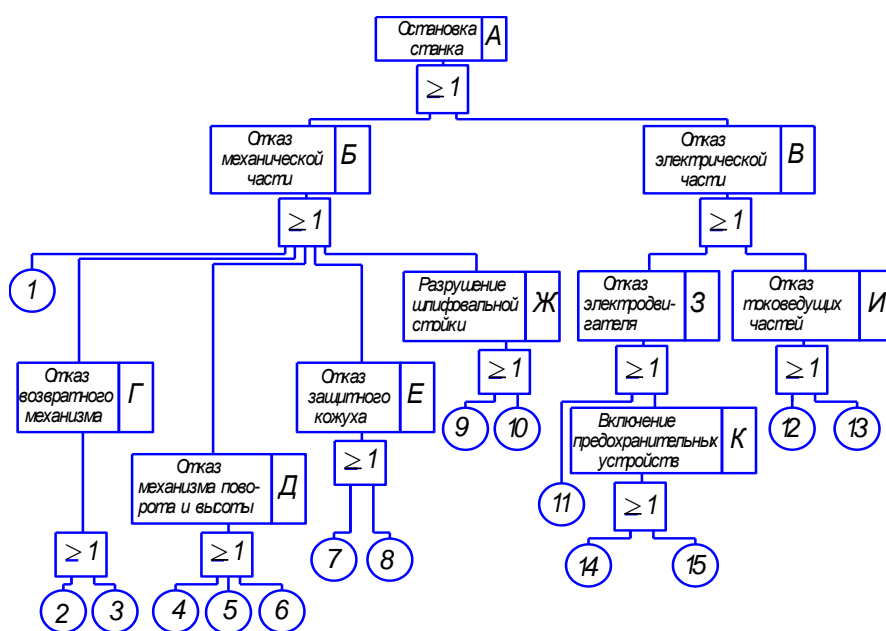 Остановка
станка
А
≥ 1
Отказ
механической
части
Б
Отказ
электрической
части
В
≥ 1
≥ 1
1
Разрушение
шлифовальной
стойки
Ж
Отказ
электродви-
гателя
З
Отказ
токоведущих
частей
И
Отказ
возвратного
механизма
Г
Отказ
защитного
кожуха
Е
≥ 1
≥ 1
≥ 1
9
10
12
13
Включение
предохранительных
устройств
К
Отказ
механизма пово-
рота и высоты
Д
≥ 1
11
≥ 1
7
8
14
15
≥ 1
≥ 1
2
3
4
5
6